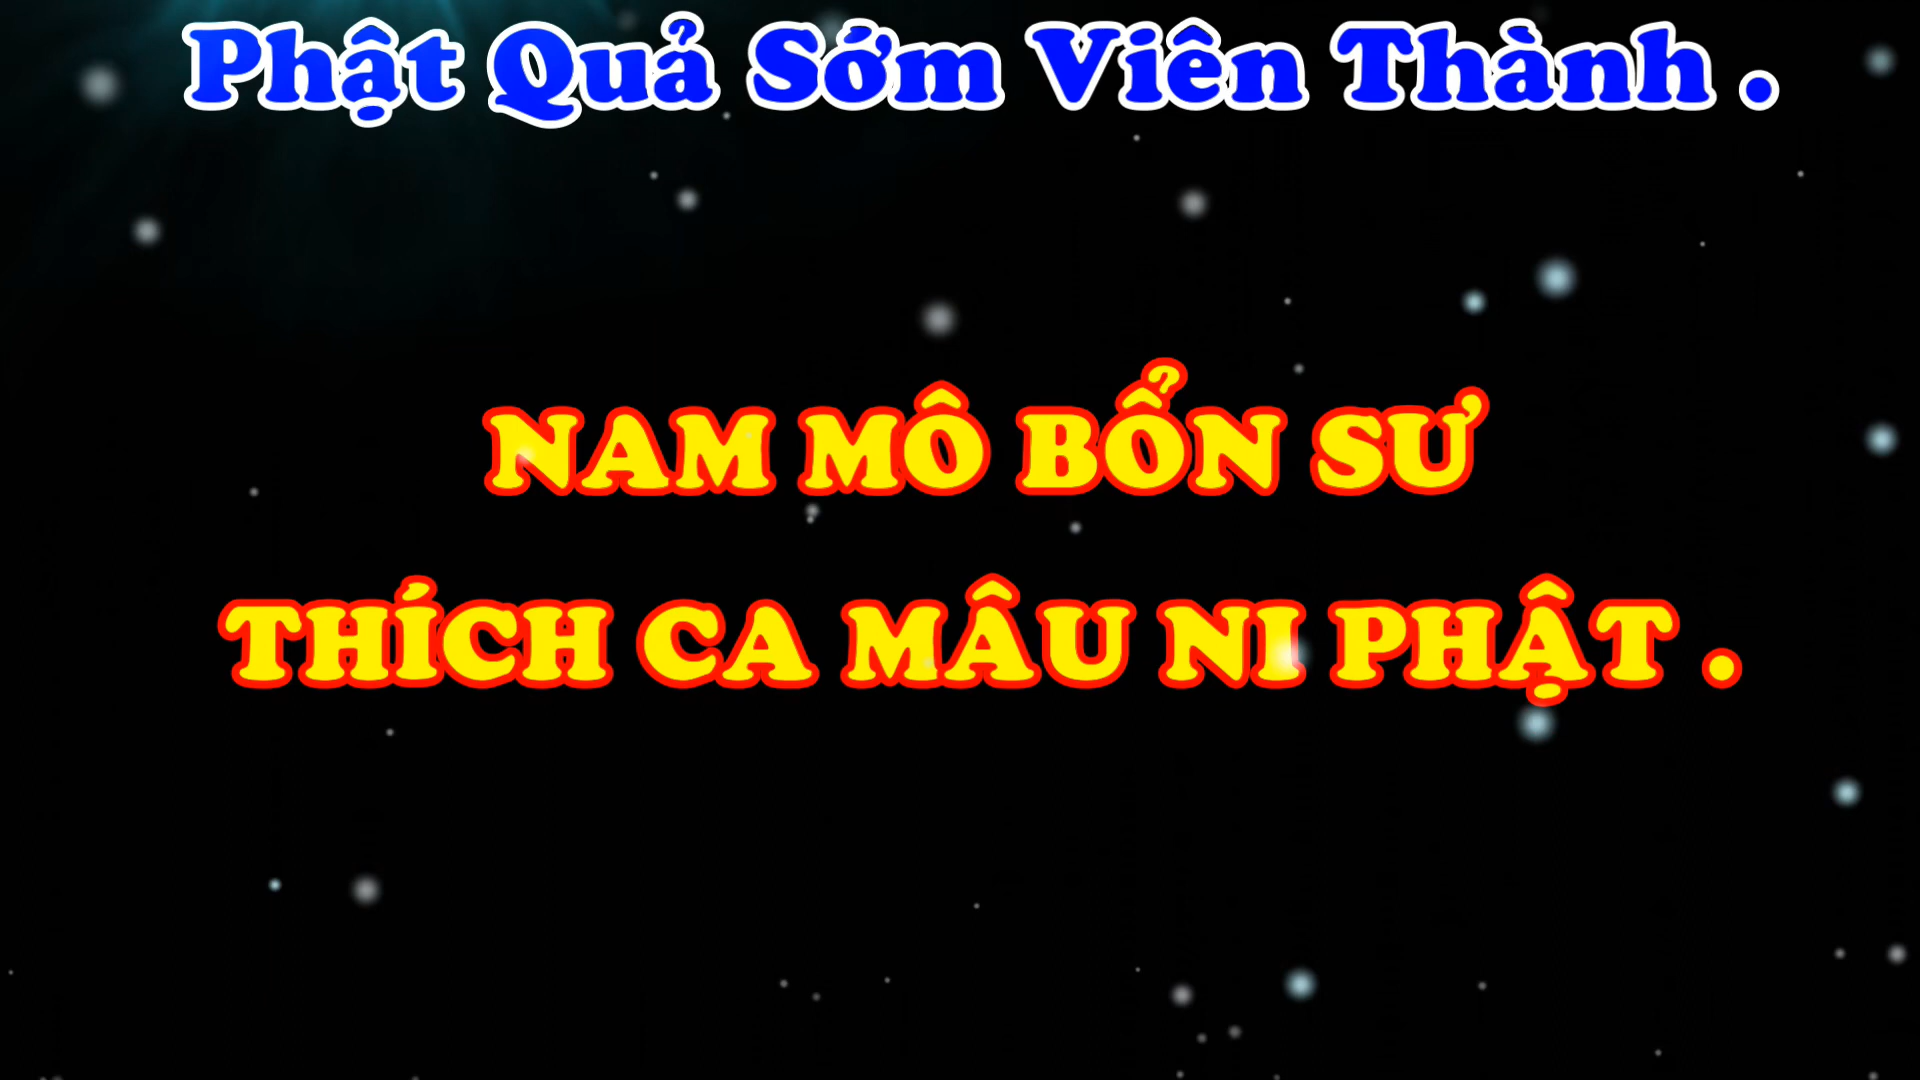 Phật Quả Sớm Viên Thành .
NAM MÔ BỔN SƯ
THÍCH CA MÂU NI PHẬT .